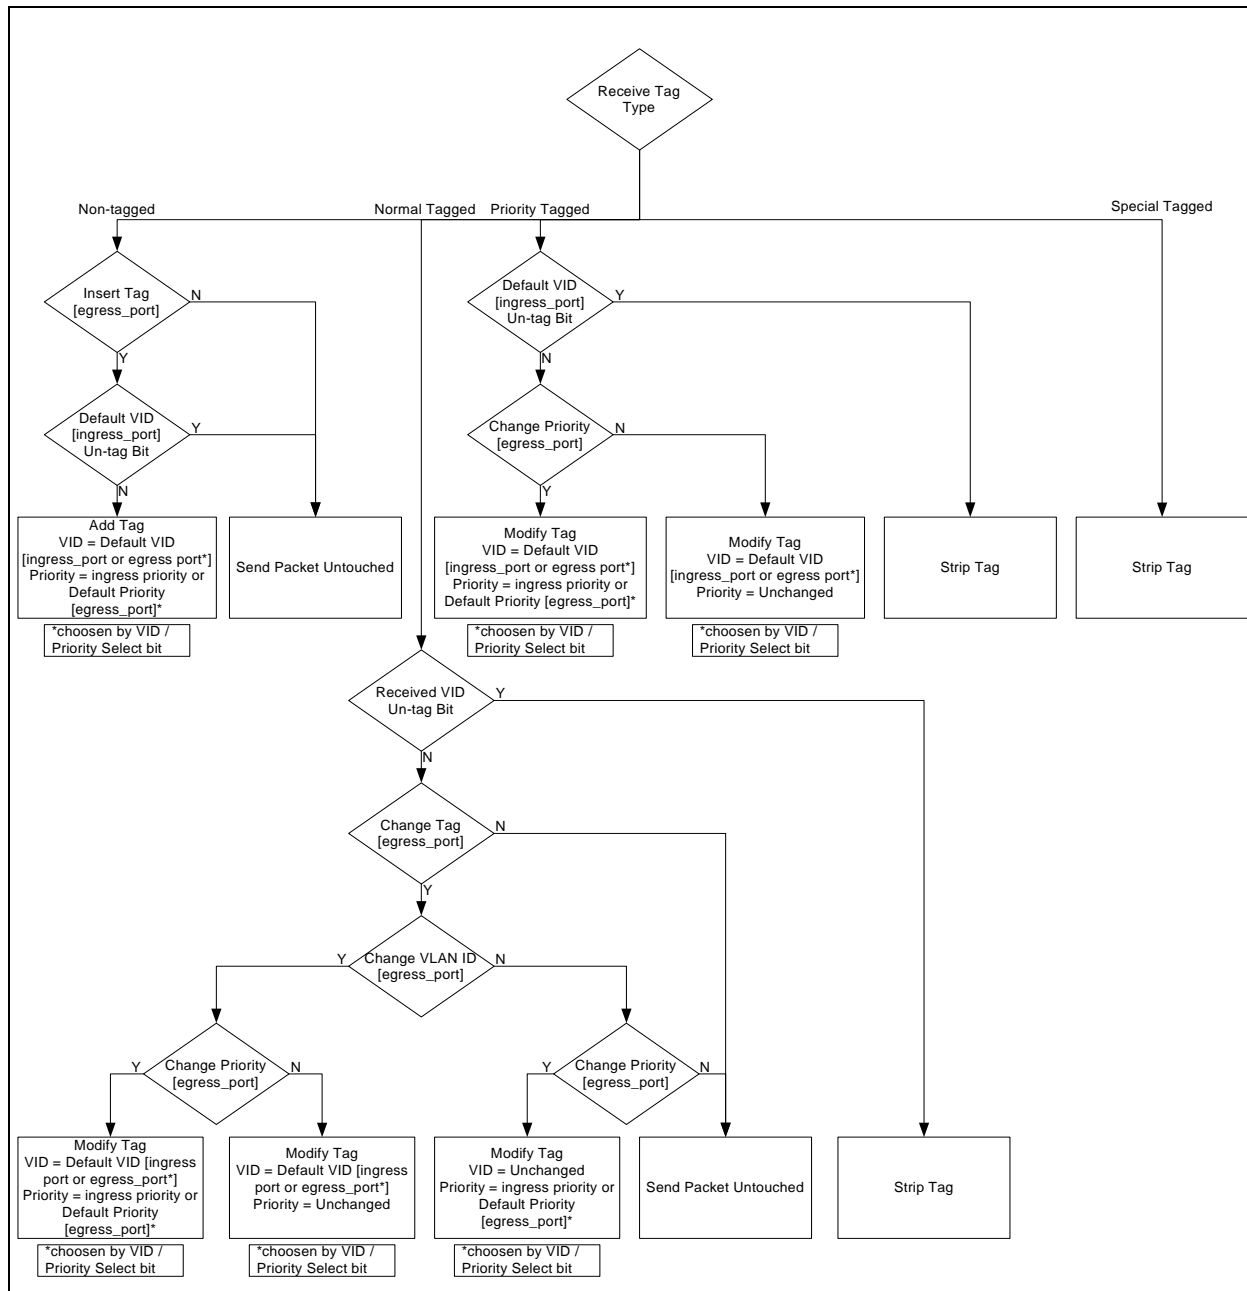 Receive Tag
Type
Non-tagged
Normal Tagged
Priority Tagged
Special Tagged
Insert Tag
[egress_port]
N
Y
Default VID
[ingress_port]
Un-tag Bit
Y
N
Default VID
[ingress_port]
Un-tag Bit
Y
N
Change Priority
[egress_port]
N
Y
Add Tag
VID = Default VID
[ingress_port or egress port*]
Priority = ingress priority or
Default Priority
[egress_port]*
*choosen by VID /
Priority Select bit
Send Packet Untouched
Modify Tag
VID = Default VID
[ingress_port or egress port*]
Priority = ingress priority or
Default Priority [egress_port]*
*choosen by VID /
Priority Select bit
Modify Tag
VID = Default VID
[ingress_port or egress port*]
Priority = Unchanged
*choosen by VID /
Priority Select bit
Strip Tag
Strip Tag
Received VID
Un-tag Bit
Y
N
Change Tag
[egress_port]
N
Y
Change VLAN ID
[egress_port]
Y
N
Change Priority
[egress_port]
Y
N
Change Priority
[egress_port]
Y
N
Modify Tag
VID = Default VID [ingress
port or egress_port*]
Priority = ingress priority or
Default Priority
[egress_port]*
*choosen by VID /
Priority Select bit
Modify Tag
VID = Default VID [ingress
port or egress_port*]
Priority = Unchanged
*choosen by VID /
Priority Select bit
Modify Tag
VID = Unchanged
Priority = ingress priority or
Default Priority
[egress_port]*
*choosen by VID /
Priority Select bit
Send Packet Untouched
Strip Tag